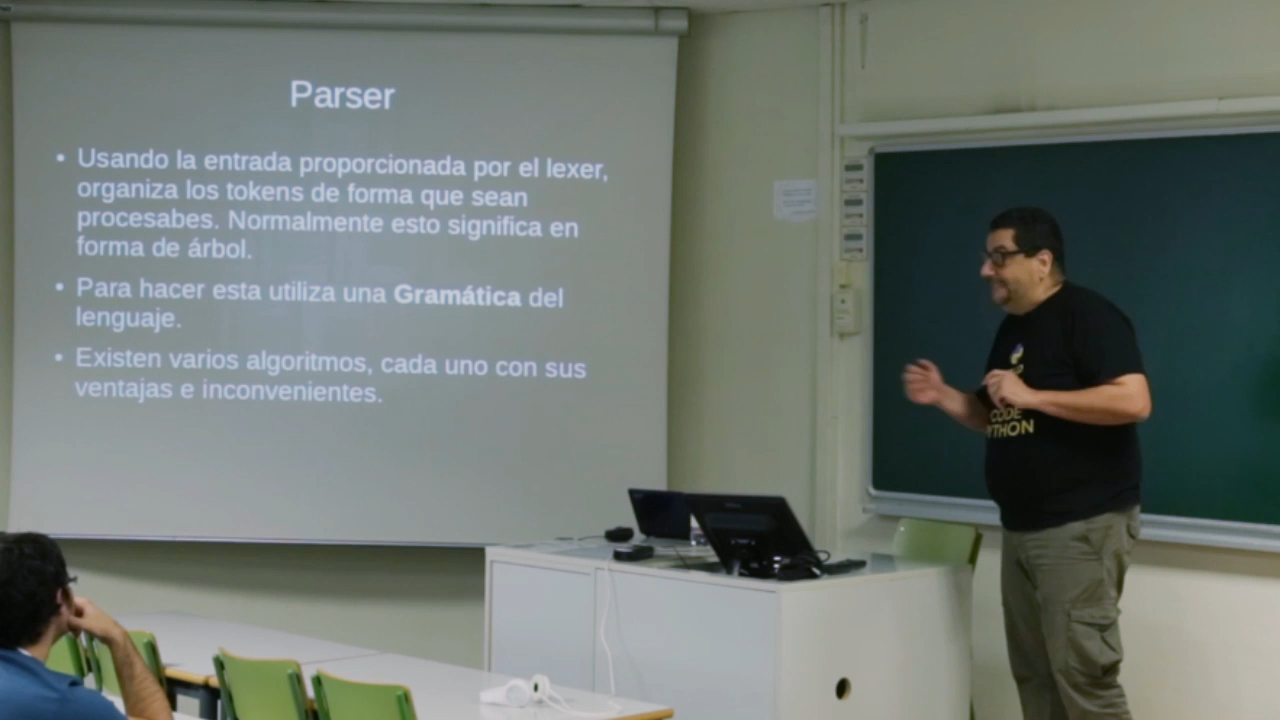 Parser
• Usando la entrada proporcionada por el lexer,
organiza los tokens de forma que sean
procesabes. Normalmente esto significa en
forma de árbol.
• Para hacer esta utiliza una Gramática del
lenguaje.
• Existen varios algoritmos, cada uno con sus
ventajas e inconvenientes.
CODE
YTHON